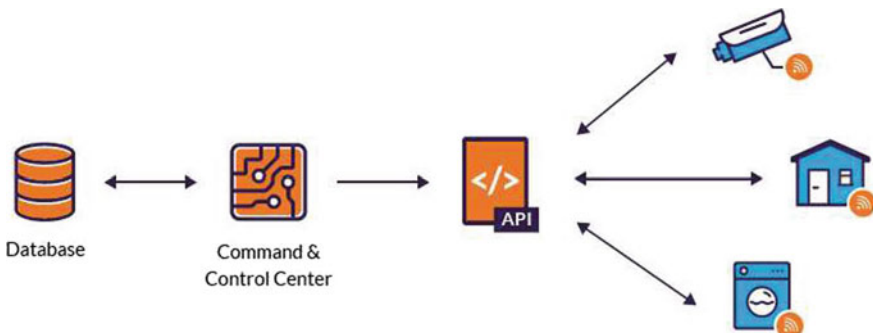 Database
Command &
Control Center
</>
API